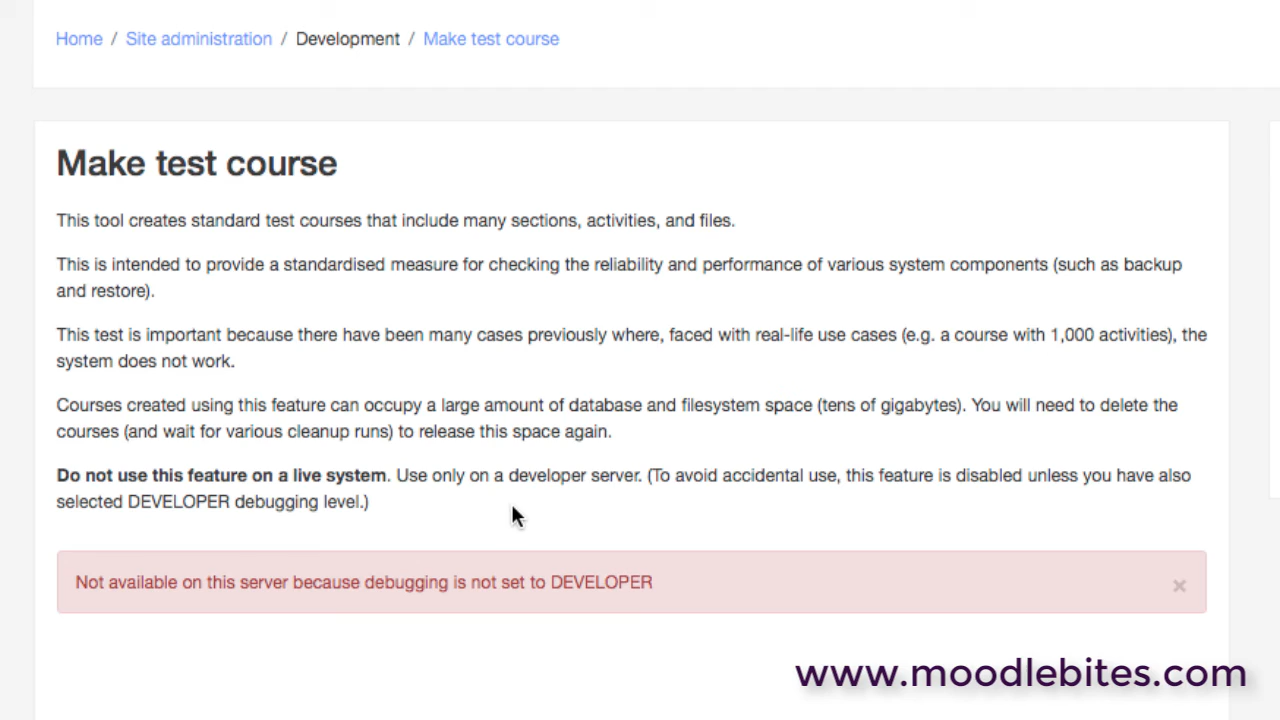 Home / Site administration / Development / Make test course
Make test course
This tool creates standard test courses that include many sections, activities, and files.
This is intended to provide a standardised measure for checking the reliability and performance of various system components (such as backup
and restore).
This test is important because there have been many cases previously where, faced with real-life use cases (e.g. a course with 1,000 activities), the
system does not work.
Courses created using this feature can occupy a large amount of database and filesystem space (tens of gigabytes). You will need to delete the
courses (and wait for various cleanup runs) to release this space again.
Do not use this feature on a live system. Use only on a developer server. (To avoid accidental use, this feature is disabled unless you have also
selected DEVELOPER debugging level.)
Not available on this server because debugging is not set to DEVELOPER ×
www.moodlebites.com